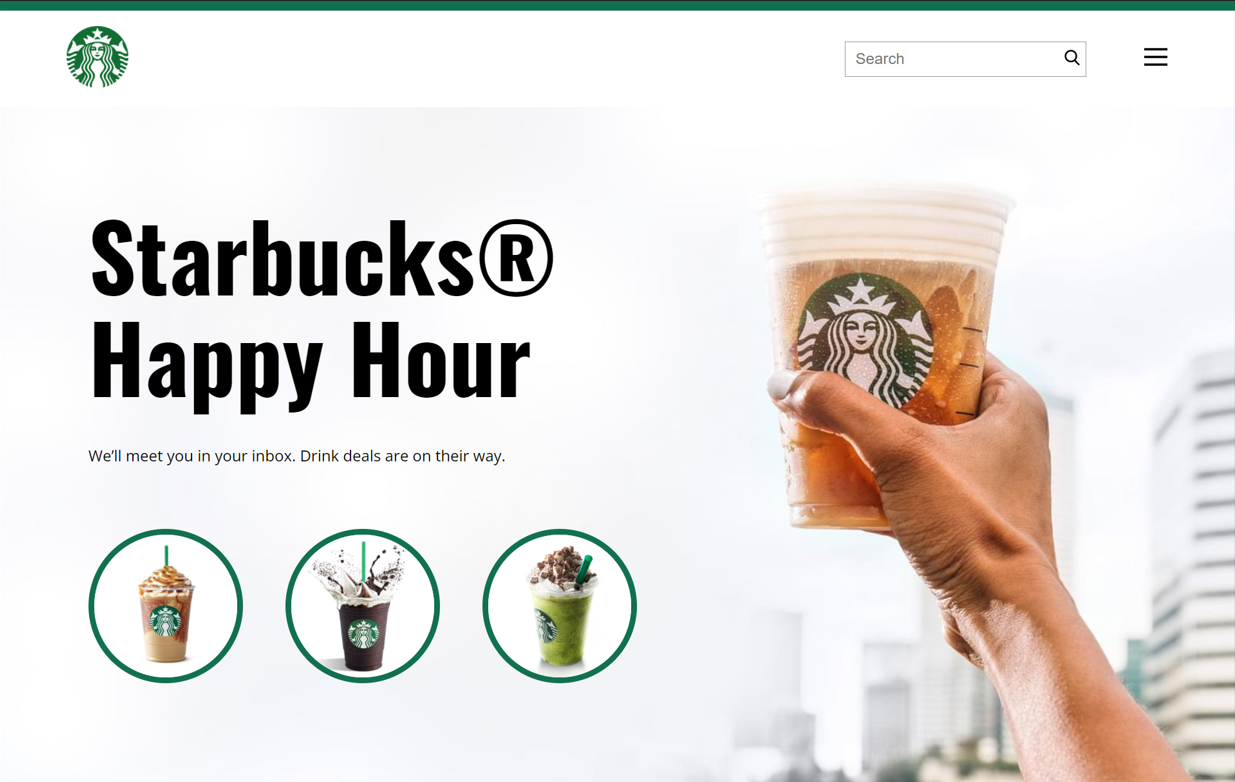 Search
Starbucks®
Happy Hour
We’ll meet you in your inbox. Drink deals are on their way.